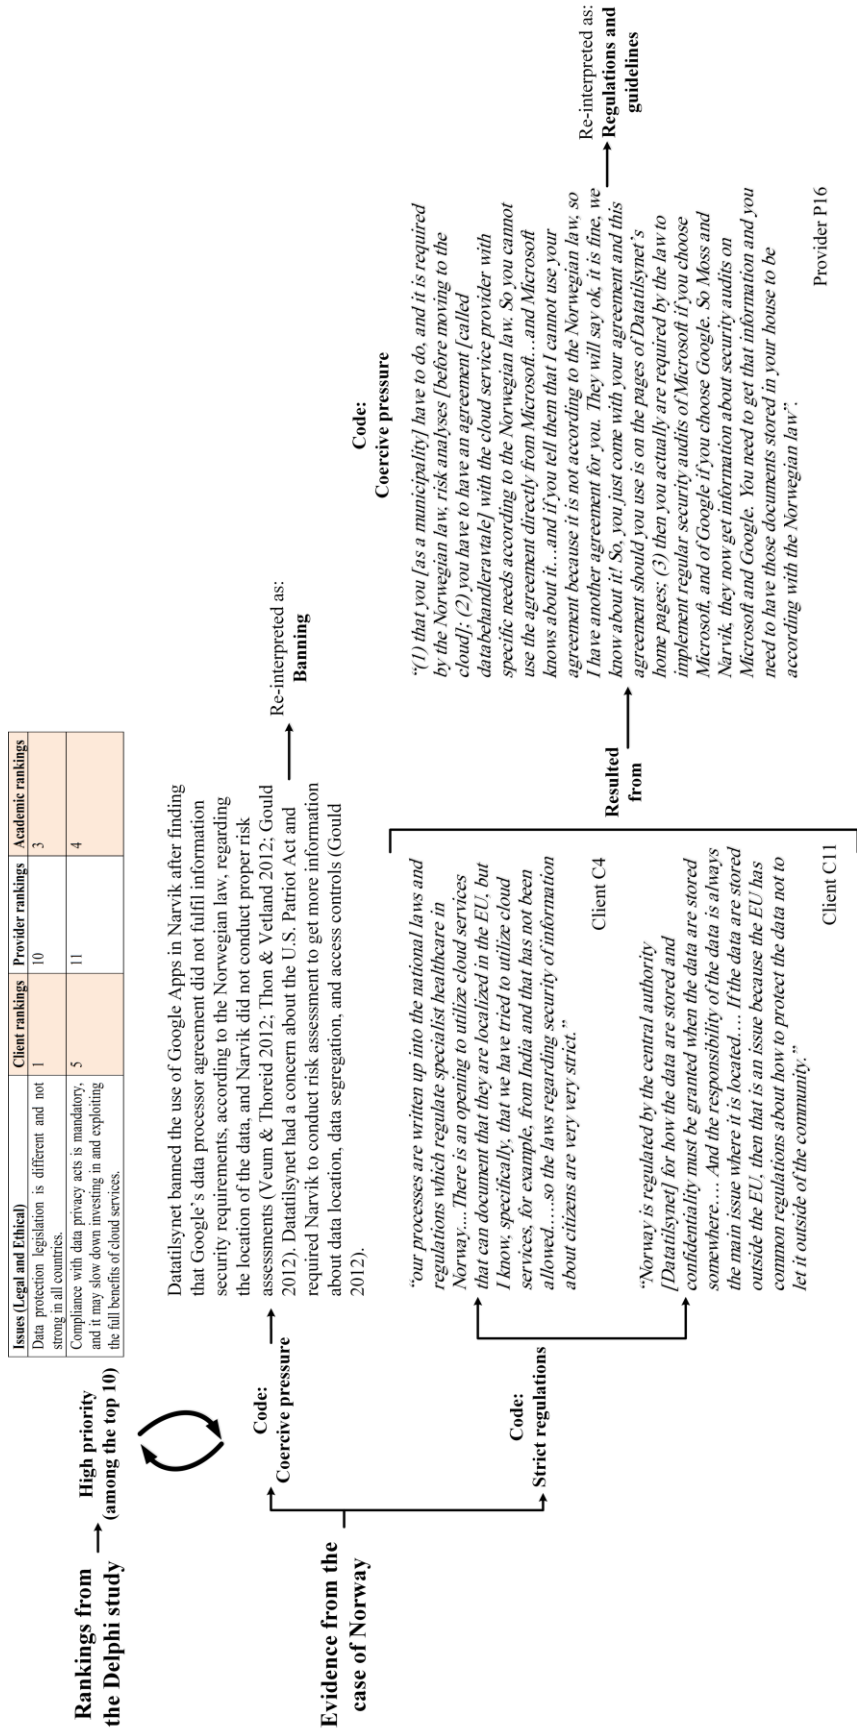 Rankings from
the Delphi study
High priority
(among the top 10)
Issues (Legal and Ethical)
Client rankings
Provider rankings
Academic rankings
Data protection legislation is different and not
strong in all countries.
1
10
3
Compliance with data privacy acts is mandatory,
and it may slow down investing in and exploiting
the full benefits of cloud services.
5
11
4
Evidence from the
case of Norway
Code:
Coercive pressure
Datatilsynet banned the use of Google Apps in Narvik after finding
that Google's data processor agreement did not fulfil information
security requirements, according to the Norwegian law, regarding
the location of the data, and Narvik did not conduct proper risk
assessments (Veum & Thoreid 2012; Thon & Vetland 2012; Gould
2012). Datatilsynet had a concern about the U.S. Patriot Act and
required Narvik to conduct risk assessment to get more information
about data location, data segregation, and access controls (Gould
2012).
Re-interpreted as:
Banning
Code:
Strict regulations
“our processes are written up into the national laws and
regulations which regulate specialist healthcare in
Norway....There is an opening to utilize cloud services
that can document that they are localized in the EU, but
I know, specifically, that we have tried to utilize cloud
services, for example, from India and that has not been
allowed.....so the laws regarding security of information
about citizens are very very strict.”
Client C4
“Norway is regulated by the central authority
[Datatilsynet] for how the data are stored and
confidentiality must be granted when the data are stored
somewhere.... And the responsibility of the data is always
the main issue where it is located.... If the data are stored
outside the EU, then that is an issue because the EU has
common regulations about how to protect the data not to
let it outside of the community.”
Client C11
Resulted
from
Code:
Coercive pressure
“(1) that you [as a municipality] have to do, and it is required
by the Norwegian law, risk analyses [before moving to the
cloud]; (2) you have to have an agreement [called
databehandleravtale] with the cloud service provider with
specific needs according to the Norwegian law. So you cannot
use the agreement directly from Microsoft...and Microsoft
knows about it...and if you tell them that I cannot use your
agreement because it is not according to the Norwegian law, so
I have another agreement for you. They will say ok, it is fine, we
know about it! So, you just come with your agreement and this
agreement should you use is on the pages of Datatilsynet's
home pages; (3) then you actually are required by the law to
implement regular security audits of Microsoft if you choose
Microsoft, and of Google if you choose Google. So Moss and
Narvik, they now get information about security audits on
Microsoft and Google. You need to get that information and you
need to have those documents stored in your house to be
according with the Norwegian law”.
Provider P16
Re-interpreted as:
Regulations and
guidelines